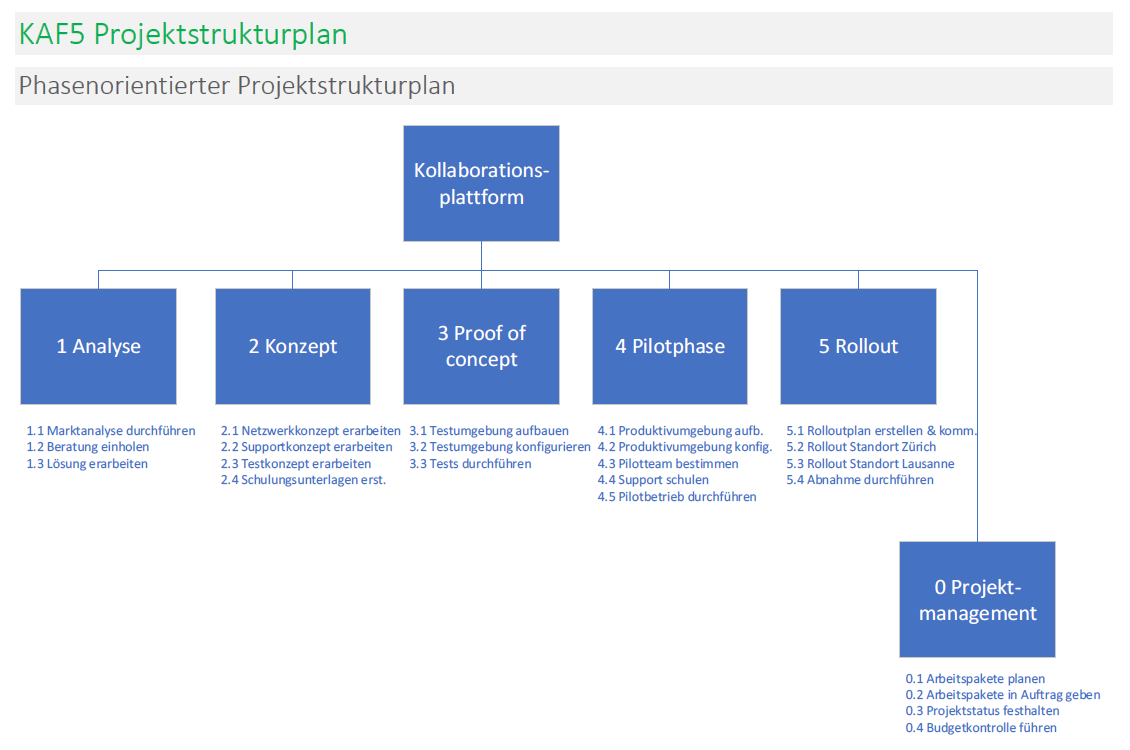 KAF5 Projektstrukturplan
Phasenorientierter Projektstrukturplan
Kollaborations-
plattform
1 Analyse
1.1 Marktanalyse durchführen
1.2 Beratung einholen
1.3 Lösung erarbeiten
2 Konzept
2.1 Netzwerkkonzept erarbeiten
2.2 Supportkonzept erarbeiten
2.3 Testkonzept erarbeiten
2.4 Schulungsunterlagen erst.
3 Proof of
concept
3.1 Testumgebung aufbauen
3.2 Testumgebung konfigurieren
3.3 Tests durchführen
4 Pilotphase
4.1 Produktivumgebung aufb.
4.2 Produktivumgebung konfig.
4.3 Pilotteam bestimmen
4.4 Support schulen
4.5 Pilotbetrieb durchführen
5 Rollout
5.1 Rolloutplan erstellen & komm.
5.2 Rollout Standort Zürich
5.3 Rollout Standort Lausanne
5.4 Abnahme durchführen
0 Projekt-
management
0.1 Arbeitspakete planen
0.2 Arbeitspakete in Auftrag geben
0.3 Projektstatus festhalten
0.4 Budgetkontrolle führen